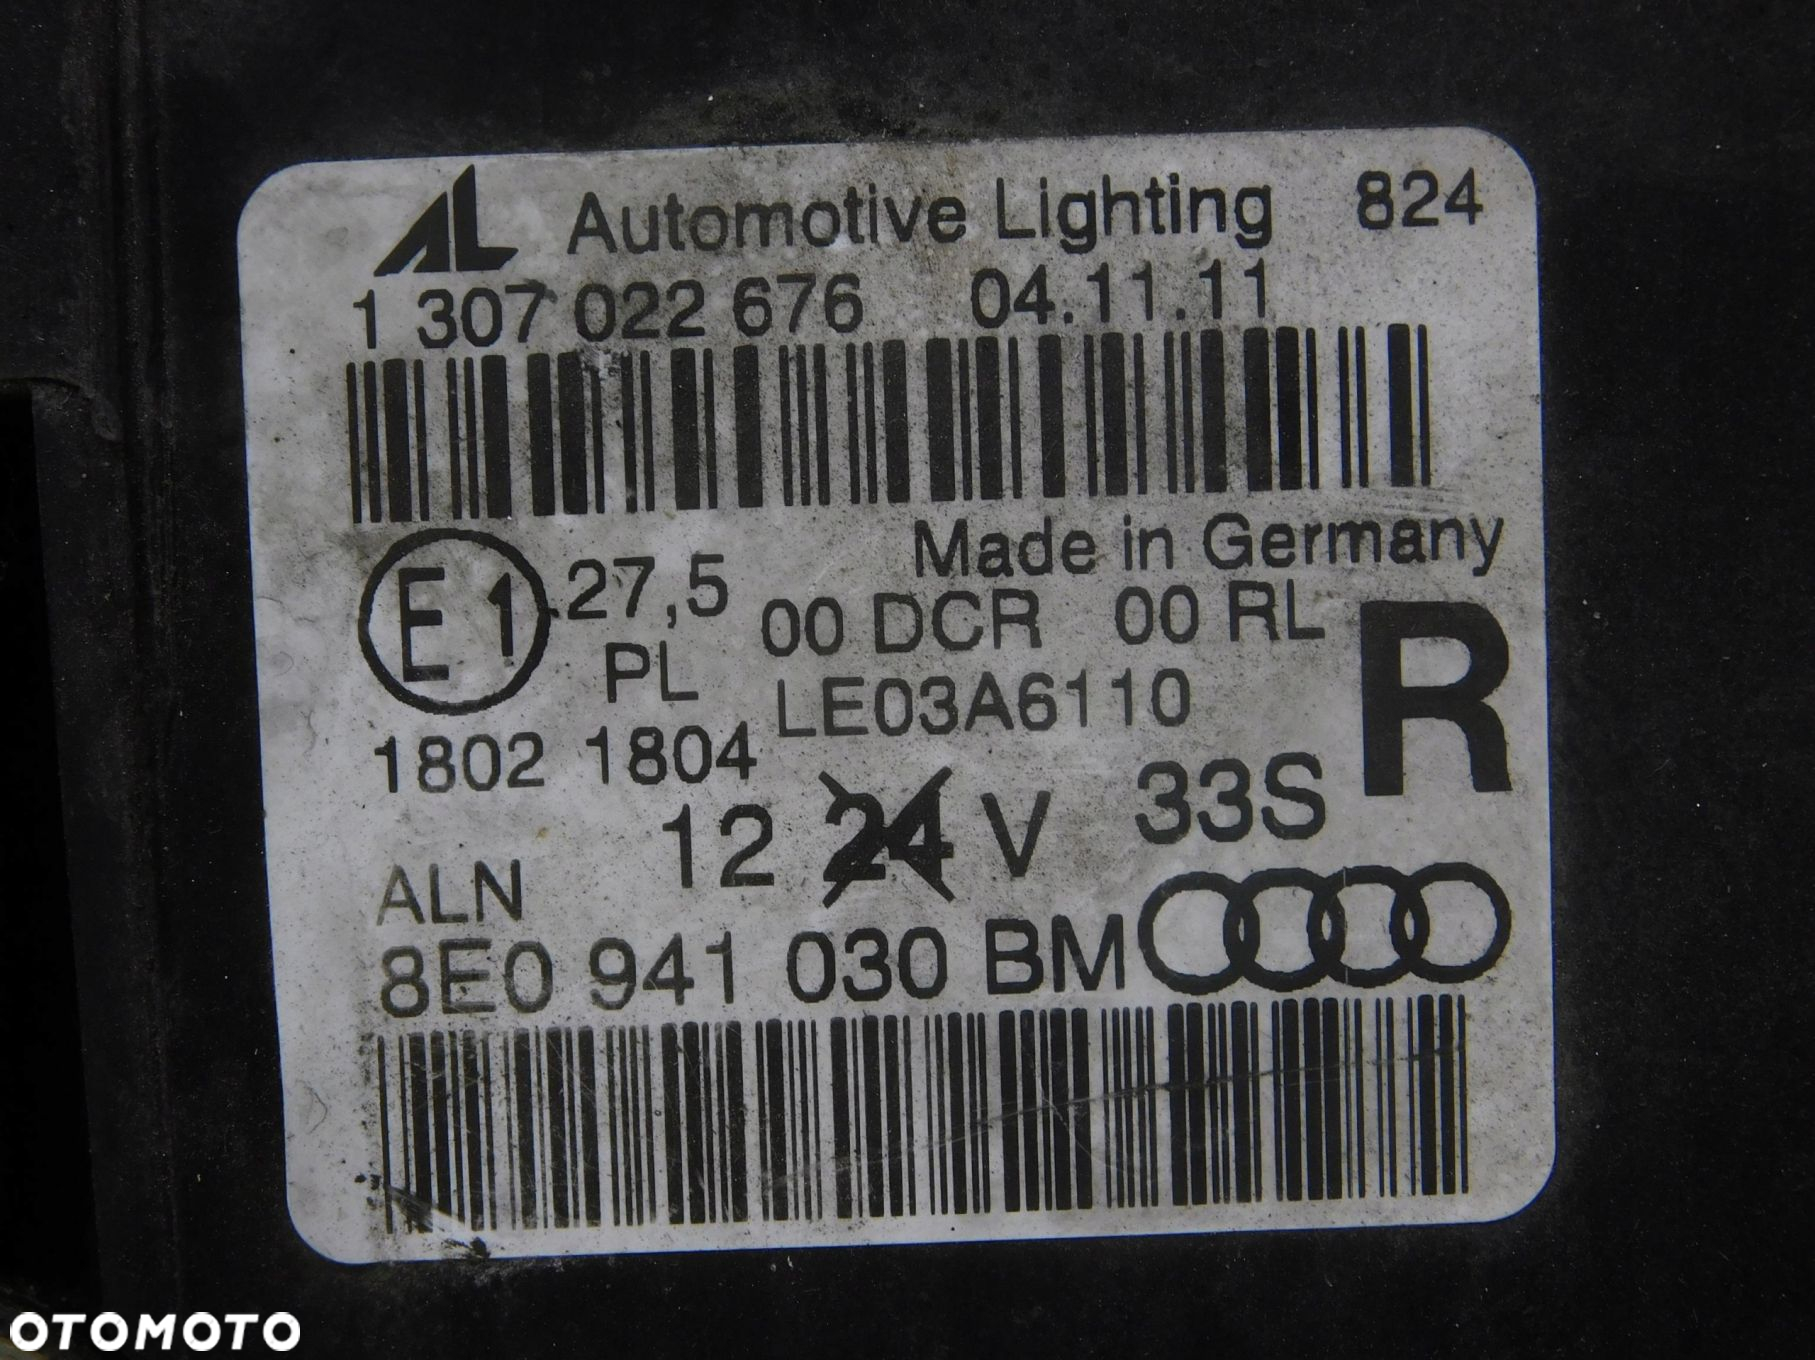 AL Automotive Lighting 824
1 307 022 676 04.11.11
Made in Germany
E1 27,5 00 DCR 00 RL R
PL LE03A6110
1802 1804
12 24 V 33S
ALN
8E0 941 030 BM
OTOMOTO